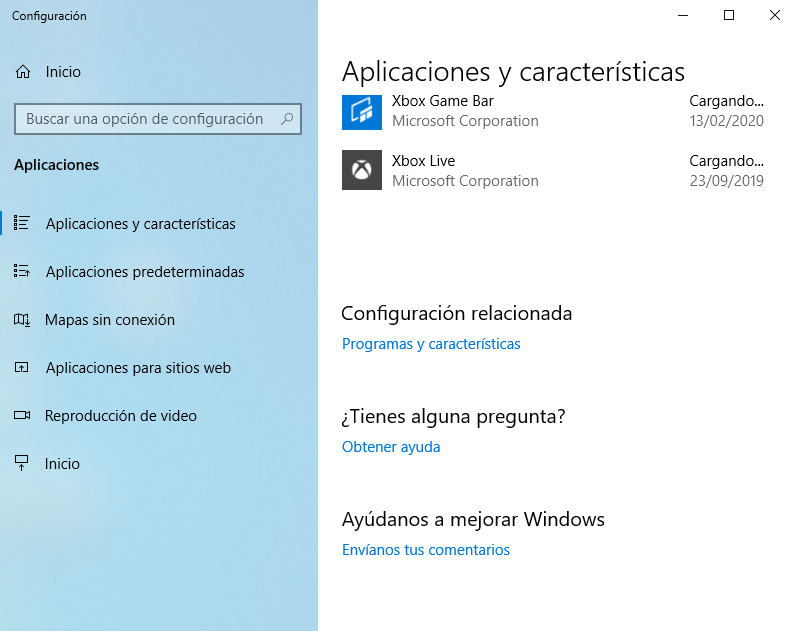 Configuración
Inicio
Buscar una opción de configuración
Aplicaciones
Aplicaciones y características
Aplicaciones predeterminadas
Mapas sin conexión
Aplicaciones para sitios web
Reproducción de video
Inicio
Aplicaciones y características
Xbox Game Bar Cargando...
Microsoft Corporation 13/02/2020
Xbox Live Cargando...
Microsoft Corporation 23/09/2019
Configuración relacionada
Programas y características
¿Tienes alguna pregunta?
Obtener ayuda
Ayúdanos a mejorar Windows
Envíanos tus comentarios